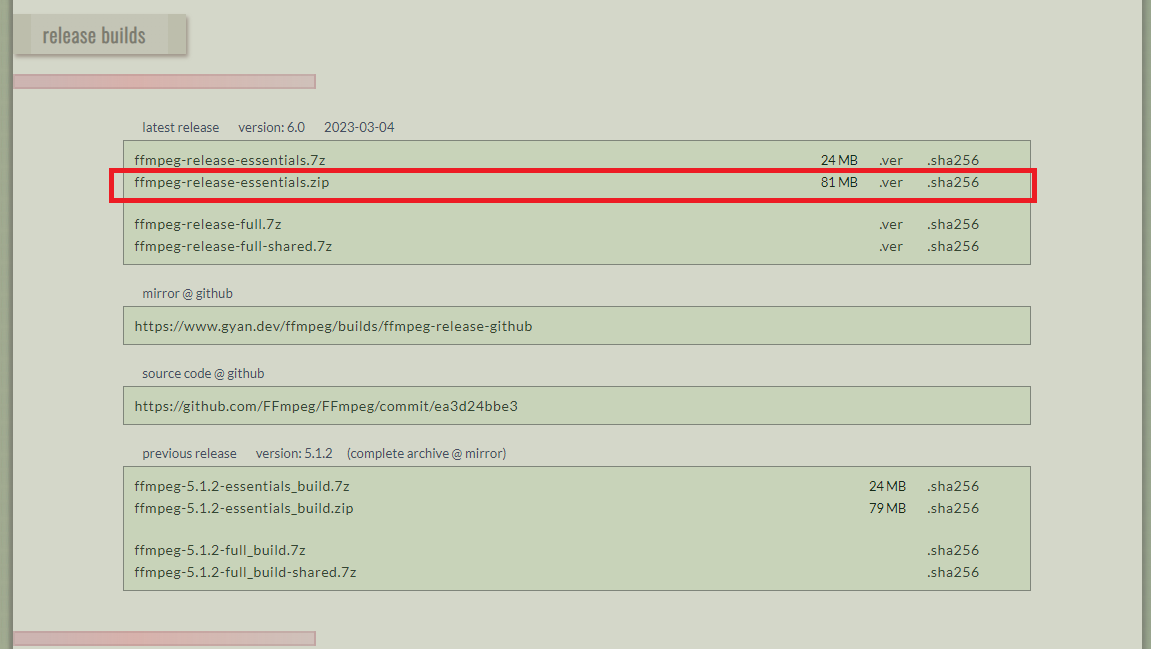 release builds
latest release version: 6.0 2023-03-04
ffmpeg-release-essentials.7z 24 MB .ver .sha256
ffmpeg-release-essentials.zip 81 MB .ver .sha256
ffmpeg-release-full.7z .ver .sha256
ffmpeg-release-full-shared.7z .ver .sha256
mirror @ github
https://www.gyan.dev/ffmpeg/builds/ffmpeg-release-github
source code @ github
https://github.com/FFmpeg/FFmpeg/commit/ea3d24bbe3
previous release version: 5.1.2 (complete archive @ mirror)
ffmpeg-5.1.2-essentials_build.7z 24 MB .sha256
ffmpeg-5.1.2-essentials_build.zip 79 MB .sha256
ffmpeg-5.1.2-full_build.7z .sha256
ffmpeg-5.1.2-full_build-shared.7z .sha256